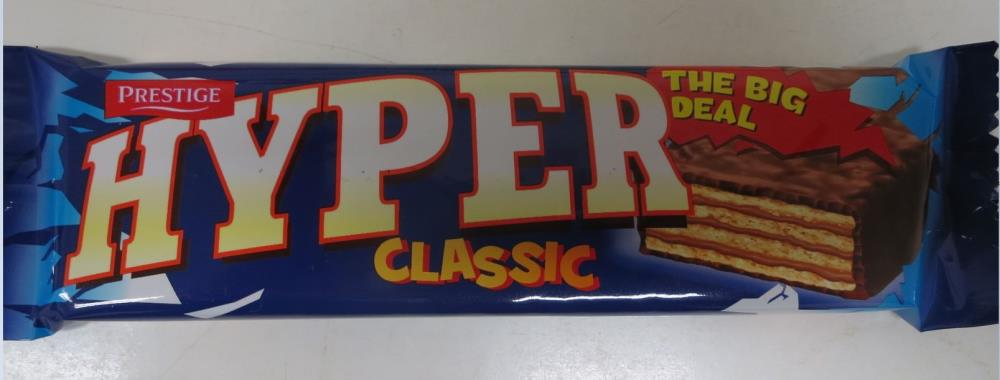 PRESTIGE
HYPER
THE BIG
DEAL
CLASSIC